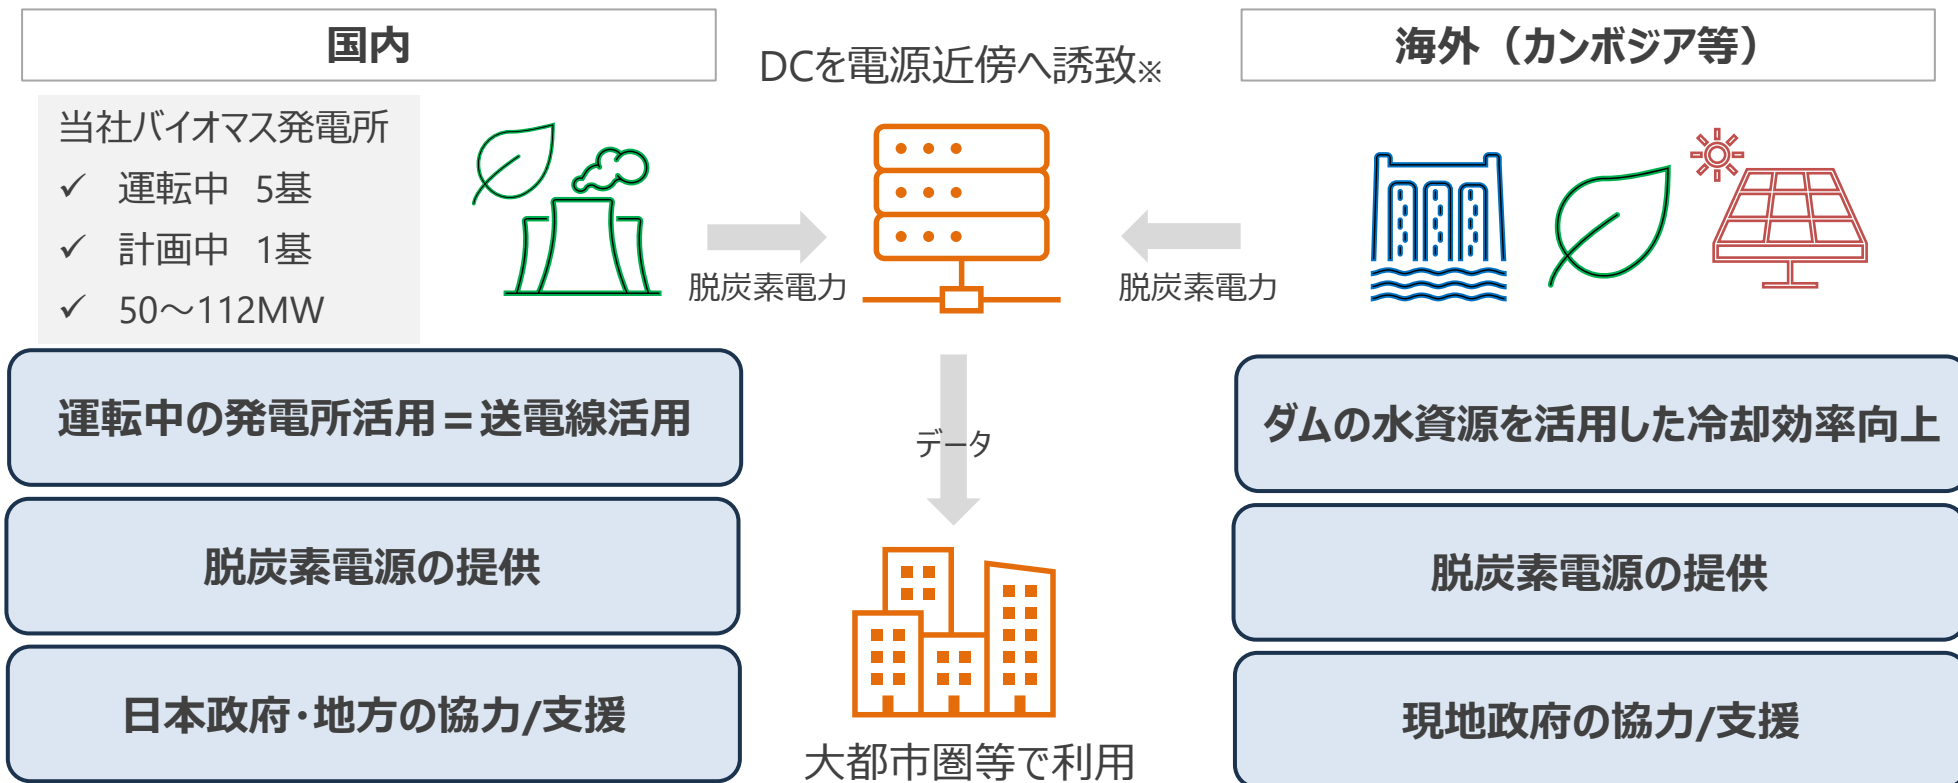 国内
当社バイオマス発電所
✓ 運転中 5基
✓ 計画中 1基
✓ 50～112MW
脱炭素電力
運転中の発電所活用＝送電線活用
脱炭素電源の提供
日本政府・地方の協力/支援
DCを電源近傍へ誘致※
データ
大都市圏等で利用
海外（カンボジア等）
脱炭素電力
ダムの水資源を活用した冷却効率向上
脱炭素電源の提供
現地政府の協力/支援